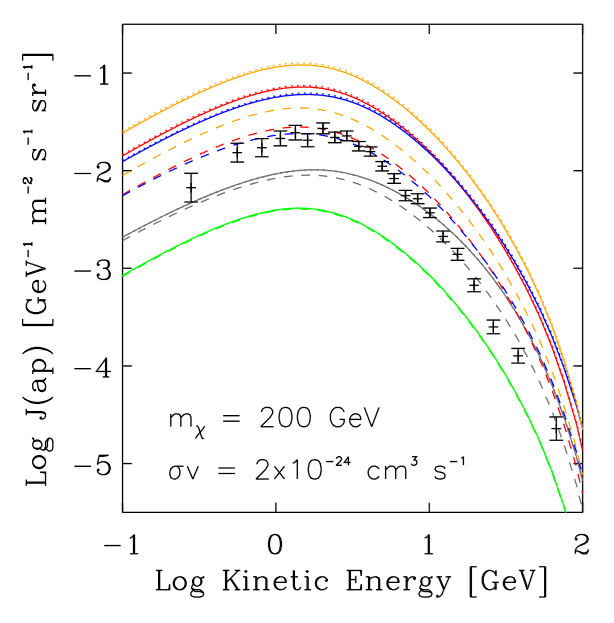 Log J(ap) [GeV⁻¹ m⁻² s⁻¹ sr⁻¹]
−1
−2
−3
−4
−5
mχ = 200 GeV
σv = 2x10⁻²⁴ cm³ s⁻¹
−1 0 1 2
Log Kinetic Energy [GeV]